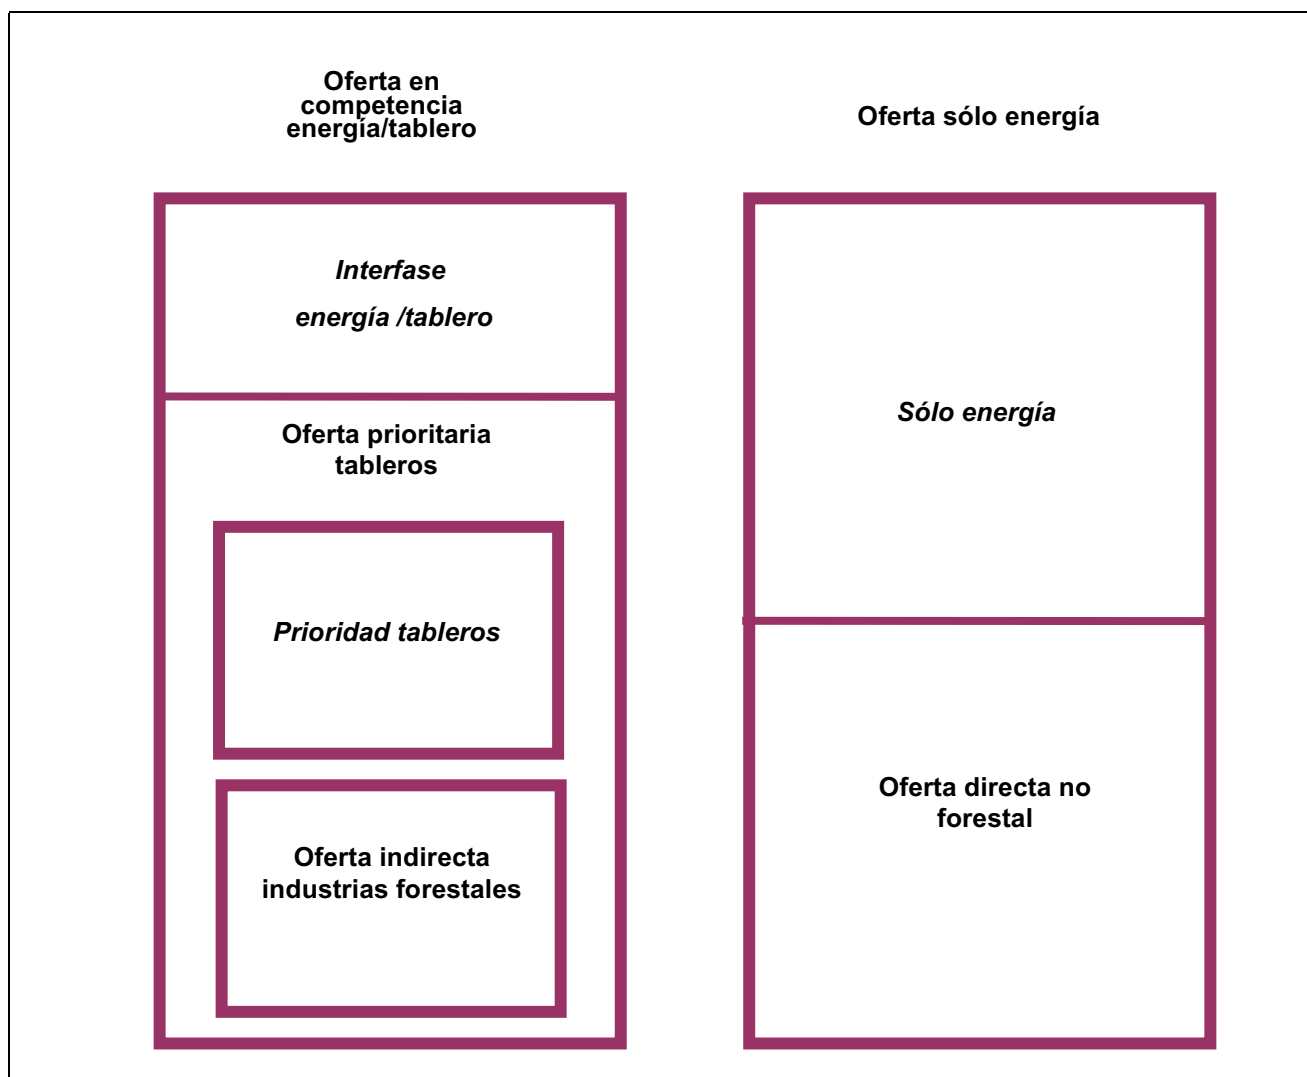 Oferta en
competencia
energía/tablero
Oferta sólo energía
Interfase
energía /tablero
Oferta prioritaria
tableros
Prioridad tableros
Oferta indirecta
industrias forestales
Sólo energía
Oferta directa no
forestal